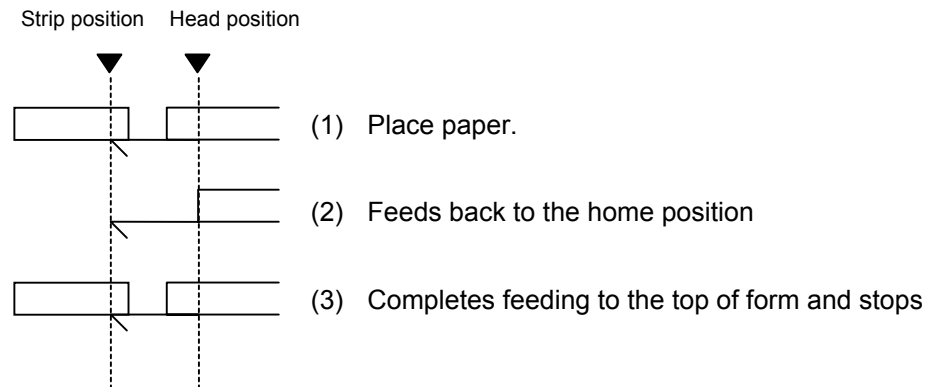 Strip position Head position
(1) Place paper.
(2) Feeds back to the home position
(3) Completes feeding to the top of form and stops